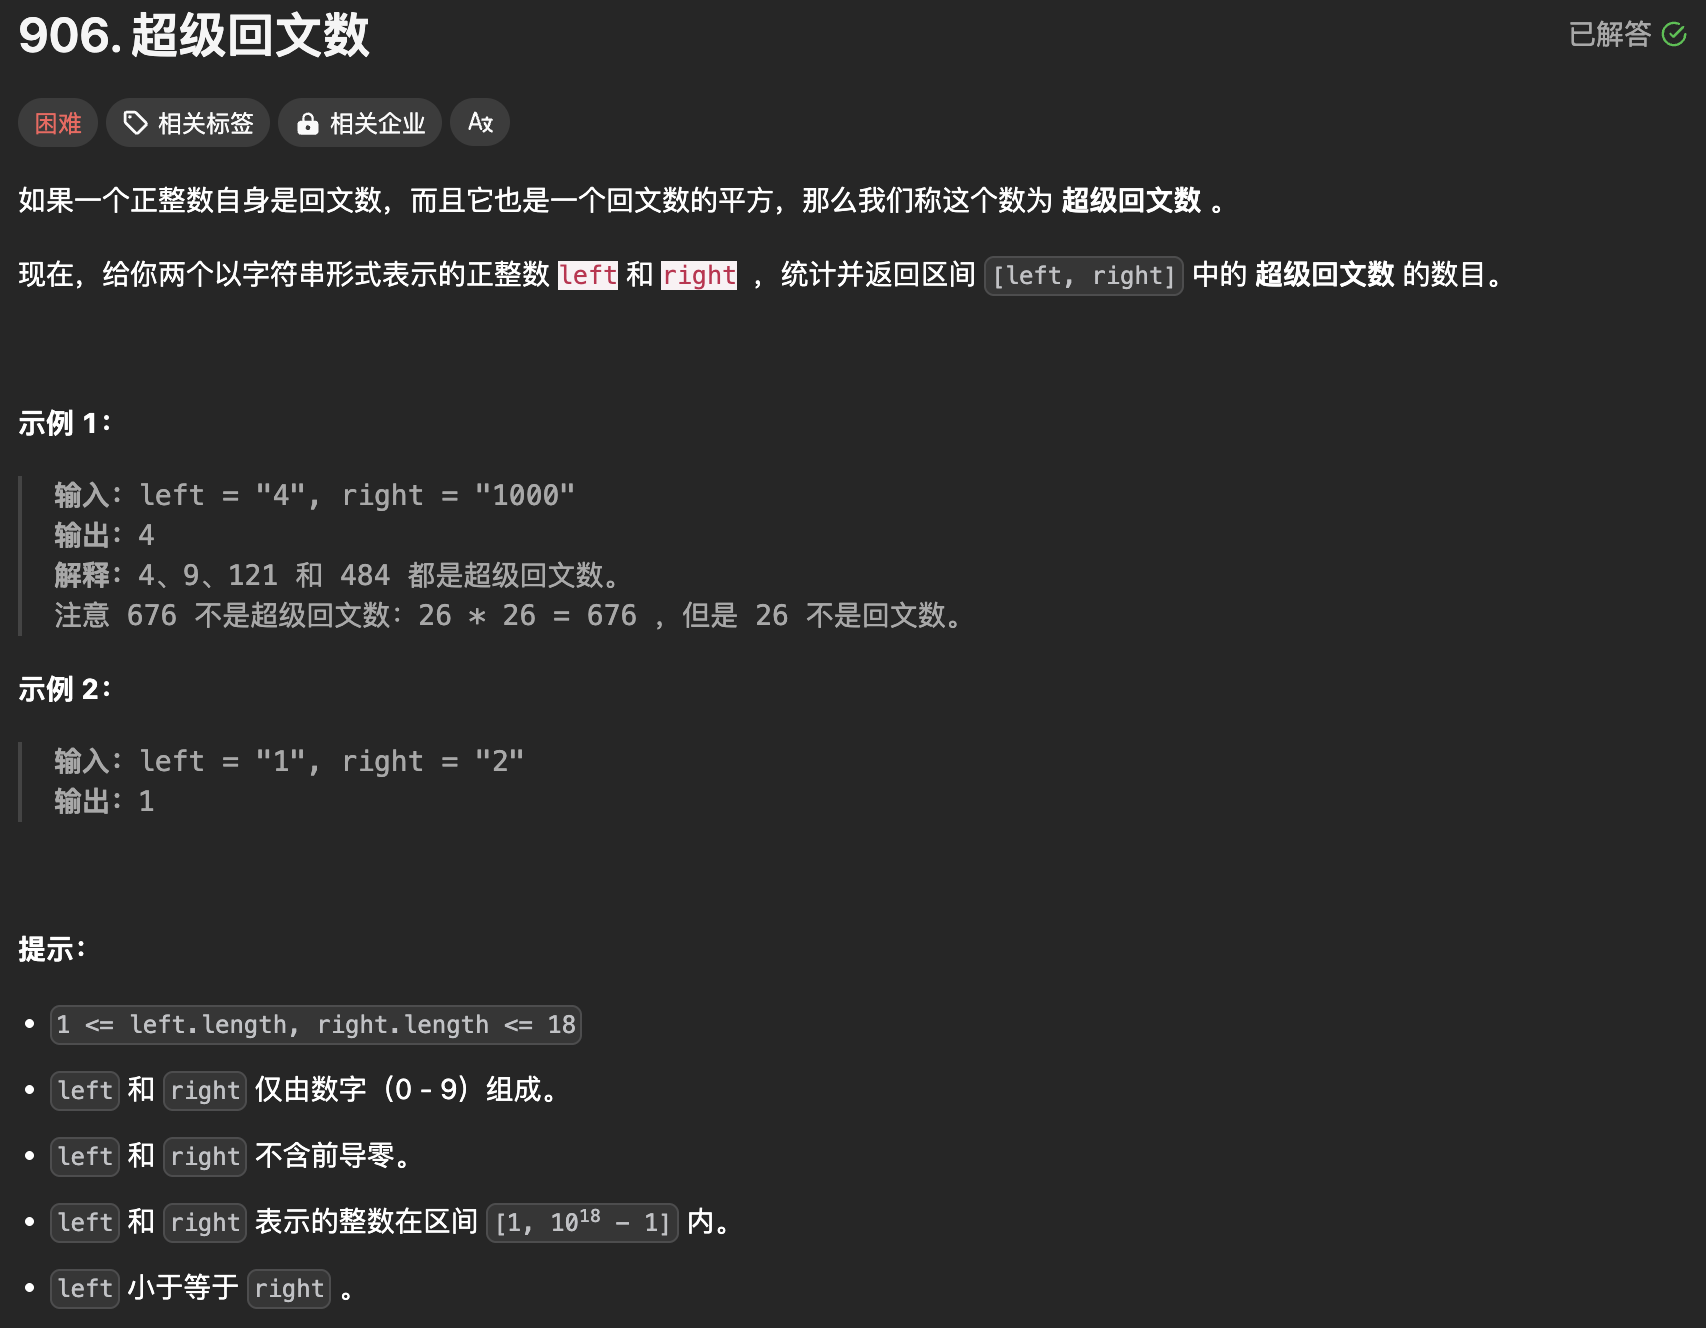 906. 超级回文数
已解答
困难 相关标签 相关企业
如果一个正整数自身是回文数，而且它也是一个回文数的平方，那么我们称这个数为 超级回文数 。
现在，给你两个以字符串形式表示的正整数 left 和 right ，统计并返回区间 [left, right] 中的 超级回文数 的数目。
示例 1：
输入：left = "4", right = "1000"
输出：4
解释：4、9、121 和 484 都是超级回文数。
注意 676 不是超级回文数：26 * 26 = 676 ，但是 26 不是回文数。
示例 2：
输入：left = "1", right = "2"
输出：1
提示：
• 1 <= left.length, right.length <= 18
• left 和 right 仅由数字（0 - 9）组成。
• left 和 right 不含前导零。
• left 和 right 表示的整数在区间 [1, 10¹⁸ - 1] 内。
• left 小于等于 right 。